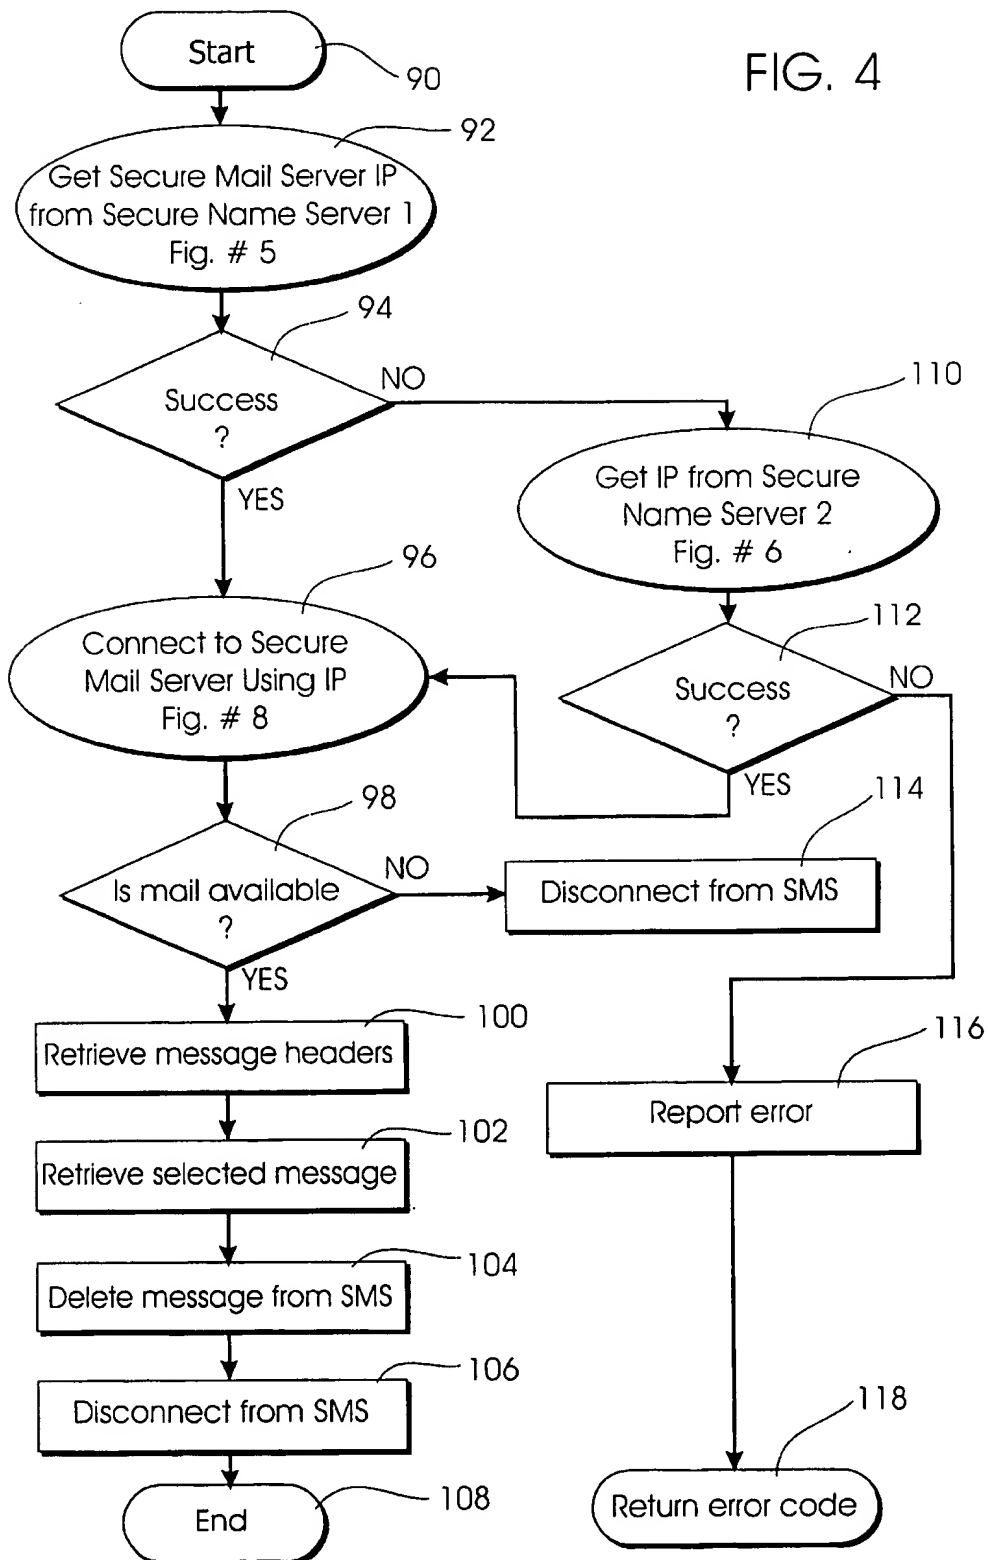 FIG. 4
Start
90
92
Get Secure Mail Server IP
from Secure Name Server 1
Fig. # 5
94
Success
?
NO
YES
110
Get IP from Secure
Name Server 2
Fig. # 6
96
Connect to Secure
Mail Server Using IP
Fig. # 8
112
Success
?
NO
YES
98
Is mail available
?
NO
YES
114
Disconnect from SMS
100
Retrieve message headers
116
Report error
102
Retrieve selected message
104
Delete message from SMS
106
Disconnect from SMS
118
Return error code
108
End